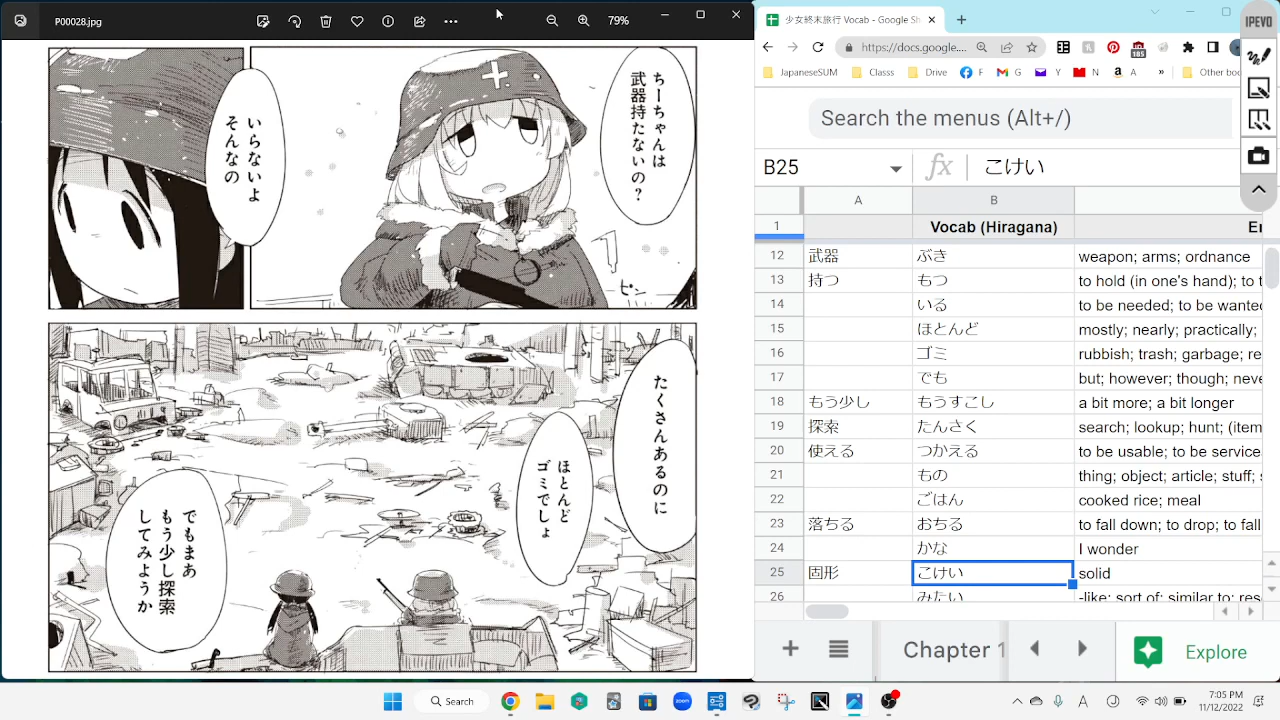 P00028.jpg
79%
ちーちゃんは
武器持たないの？
ピン
いらないよ
そんなの
たくさんあるのに
ほとんど
ゴミでしょ
でもまあ
もう少し探索
してみようか
少女終末旅行 Vocab - Google Sh
https://docs.google...
185
JapaneseSUM
Classs
Drive
F
G
Y
N
A
»
Other boo
IPEVO
Search the menus (Alt+/)
B25
fx
こけい
A
B
1
Vocab (Hiragana)
12 武器 ぶき weapon; arms; ordnance
13 持つ もつ to hold (in one's hand); to t
14 いる to be needed; to be wante
15 ほとんど mostly; nearly; practically;
16 ゴミ rubbish; trash; garbage; re
17 でも but; however; though; neve
18 もう少し もうすこし a bit more; a bit longer
19 探索 たんさく search; lookup; hunt; (item
20 使える つかえる to be usable; to be service
21 もの thing; object; article; stuff; s
22 ごはん cooked rice; meal
23 落ちる おちる to fall down; to drop; to fall
24 かな I wonder
25 固形 こけい solid
26 みたい -like; sort of; similar to; res
Chapter 1
Explore
Search
zoom
A
7:05 PM
11/12/2022